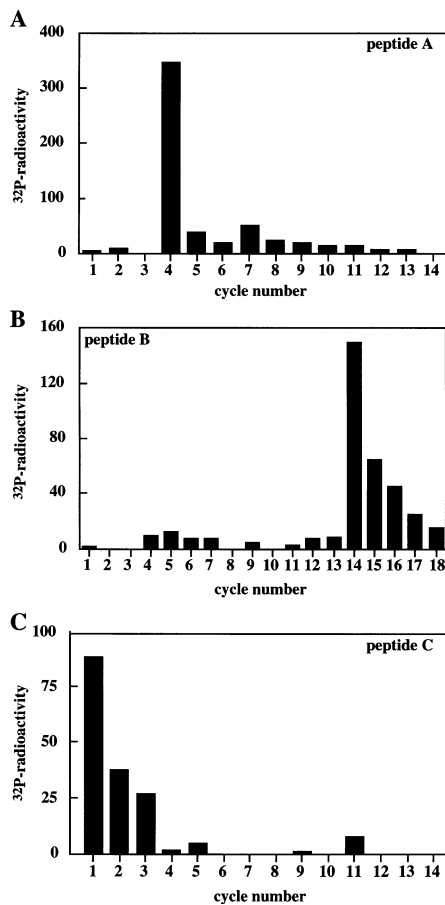 A
peptide A
400
300
200
100
0
³²P-radioactivity
1 2 3 4 5 6 7 8 9 10 11 12 13 14
cycle number
B
peptide B
160
120
80
40
0
³²P-radioactivity
1 2 3 4 5 6 7 8 9 10 11 12 13 14 15 16 17 18
cycle number
C
peptide C
100
75
50
25
0
³²P-radioactivity
1 2 3 4 5 6 7 8 9 10 11 12 13 14
cycle number